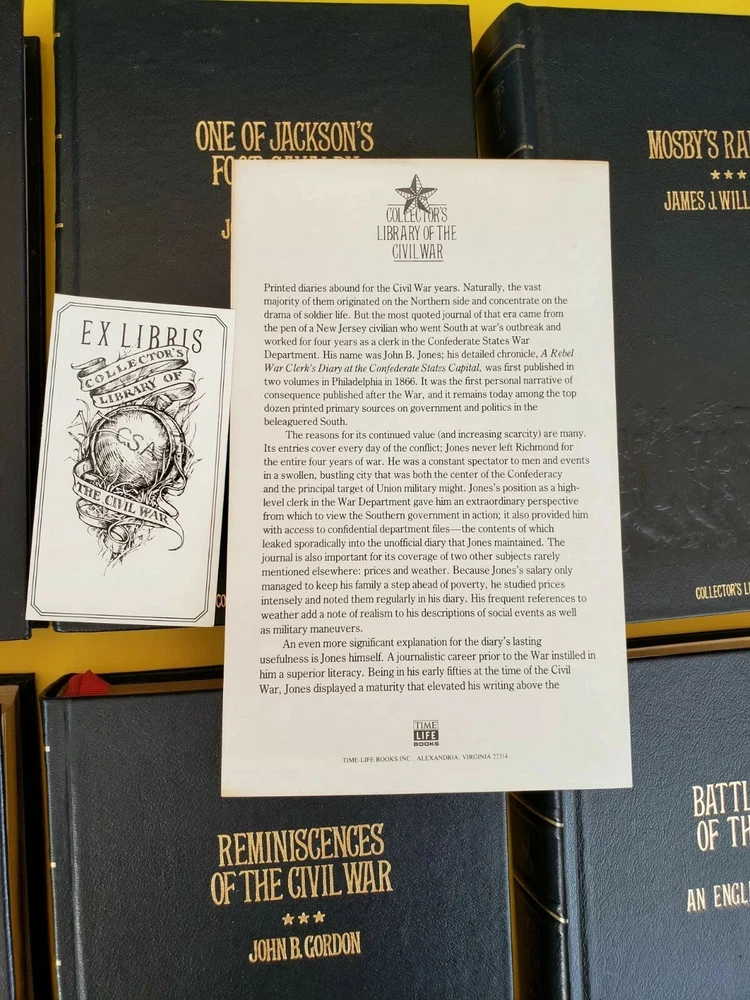 ONE OF JACKSON'S
MOSBY'S
★★★
JAMES J.
COLLECTOR'S
LIBRARY OF THE
CIVIL WAR
Printed diaries abound for the Civil War years. Naturally, the vast
majority of them originated on the Northern side and concentrate on the
drama of soldier life. But the most quoted journal of that era came from
the pen of a New Jersey civilian who went South at war's outbreak and
worked for four years as a clerk in the Confederate States War
Department. His name was John B. Jones; his detailed chronicle, A Rebel
War Clerk's Diary at the Confederate States Capital, was first published in
two volumes in Philadelphia in 1866. It was the first personal narrative of
consequence published after the War, and it remains today among the top
dozen printed primary sources on government and politics in the
beleaguered South.
The reasons for its continued value (and increasing scarcity) are many.
Its entries cover every day of the conflict; Jones never left Richmond for
the entire four years of war. He was a constant spectator to men and events
in a swollen, bustling city that was both the center of the Confederacy
and the principal target of Union military might. Jones's position as a high-
level clerk in the War Department gave him an extraordinary perspective
from which to view the Southern government in action; it also provided him
with access to confidential department files—the contents of which
leaked sporadically into the unofficial diary that Jones maintained. The
journal is also important for its coverage of two other subjects rarely
mentioned elsewhere: prices and weather. Because Jones's salary only
managed to keep his family a step ahead of poverty, he studied prices
intensely and noted them regularly in his diary. His frequent references to
weather add a note of realism to his descriptions of social events as well
as military maneuvers.
An even more significant explanation for the diary's lasting
usefulness is Jones himself. A journalistic career prior to the War instilled in
him a superior literacy. Being in his early fifties at the time of the Civil
War, Jones displayed a maturity that elevated his writing above the
TIME
LIFE
BOOKS
TIME-LIFE BOOKS INC., ALEXANDRIA, VIRGINIA 22314
EX LIBRIS
COLLECTOR'S
LIBRARY OF
CSA
THE CIVIL WAR
COLLECTOR'S
REMINISCENCES
OF THE CIVIL WAR
★★★
JOHN B. GORDON
OF
AN